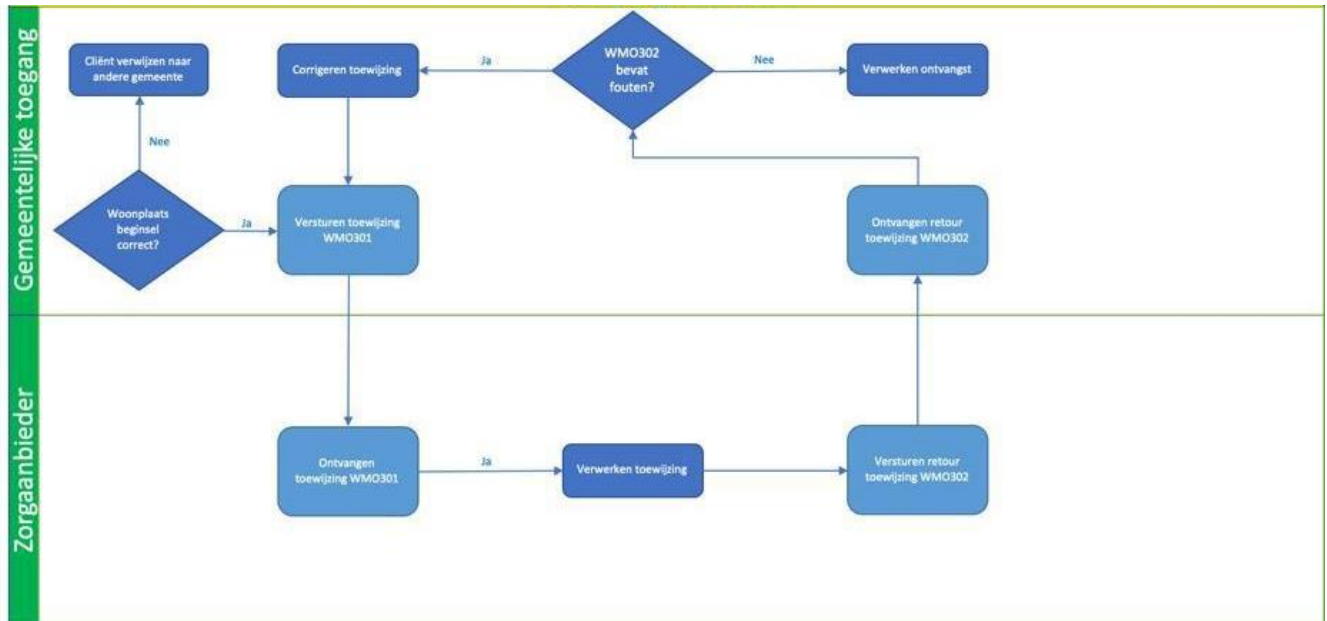 Gemeentelijke toegang
Cliënt verwijzen naar
andere gemeente
Corrigeren toewijzing
Ja
WMO302
bevat
fouten?
Nee
Verwerken ontvangst
Nee
Woonplaats
beginsel
correct?
Ja
Versturen toewijzing
WMO301
Ontvangen retour
toewijzing WMO302
Zorgaanbieder
Ontvangen
toewijzing WMO301
Ja
Verwerken toewijzing
Versturen retour
toewijzing WMO302